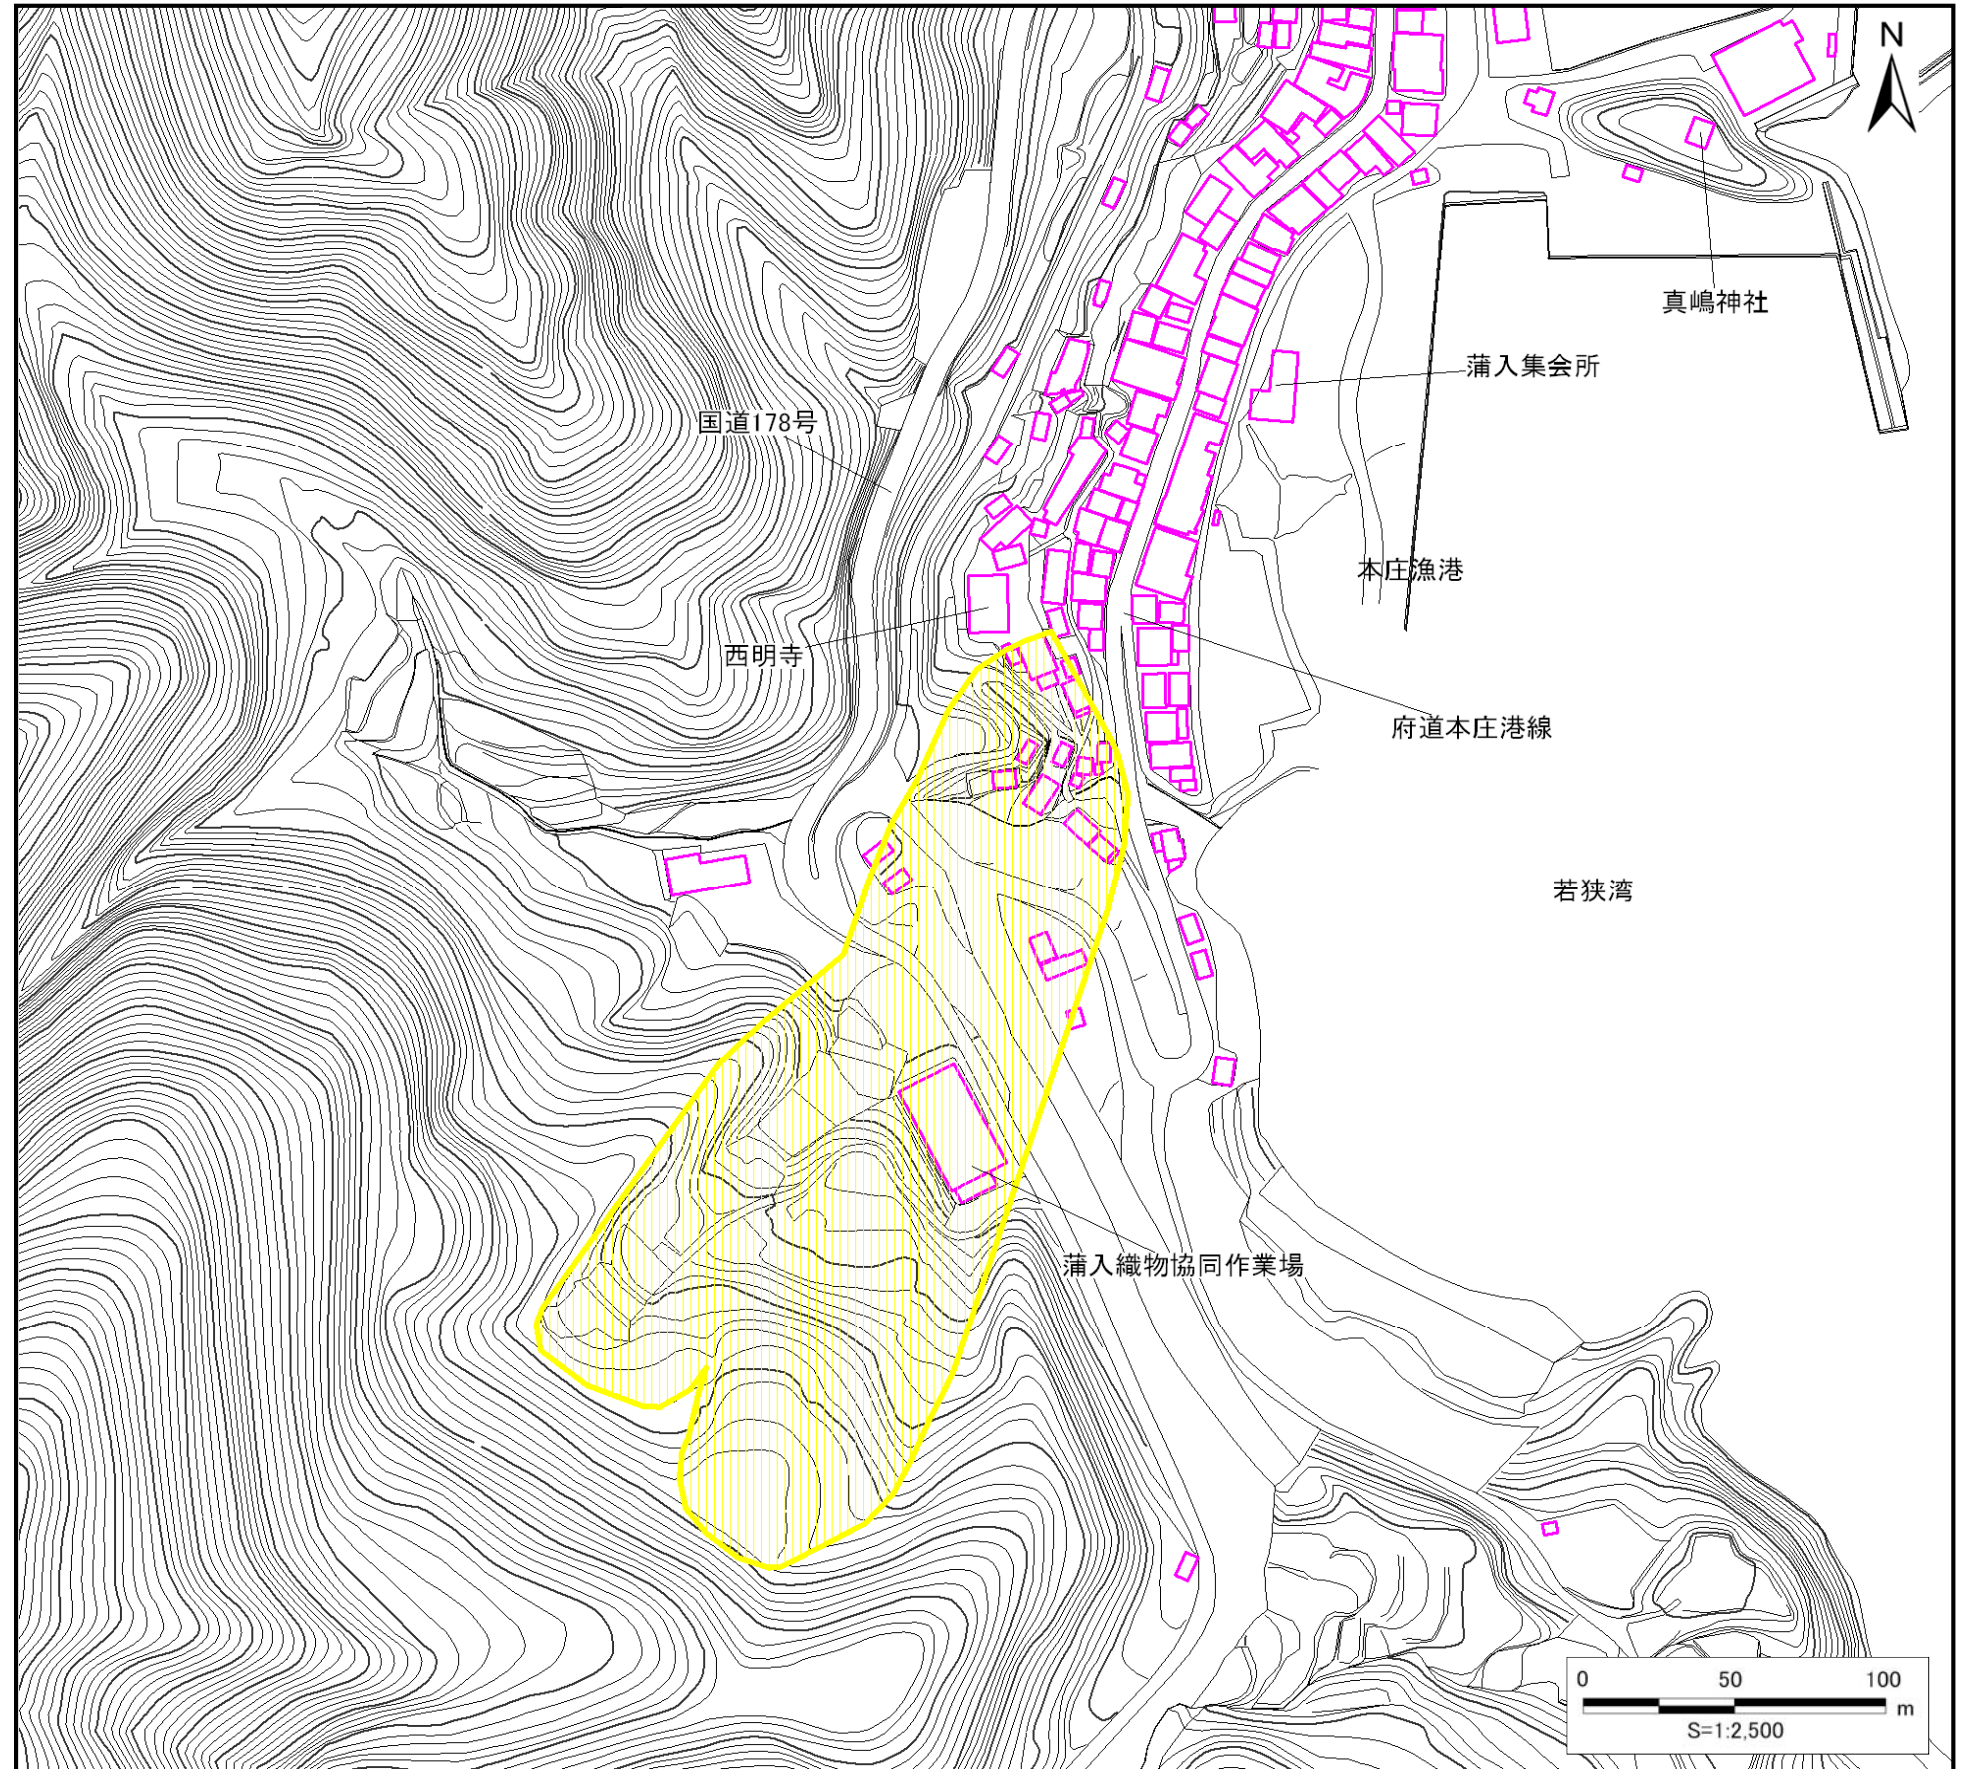 N
真嶋神社
蒲入集会所
国道178号
本庄漁港
西明寺
府道本庄港線
若狭湾
蒲入織物協同作業場
0 50 100
m
S=1:2,500